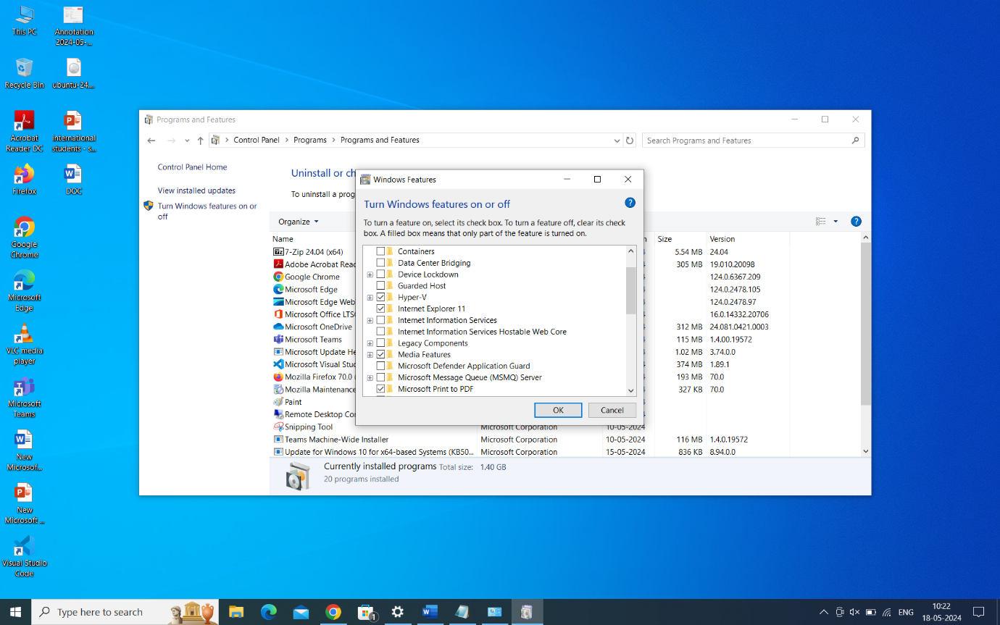 This PC
Annotation
2024-05-...
Recycle Bin
ubuntu-24....
Acrobat
Reader DC
international
students - s...
Firefox
DOC
Google
Chrome
Microsoft
Edge
VLC media
player
Microsoft
Teams
New
Microsof...
New
Microsoft ...
Visual Studio
Code
Programs and Features
Control Panel
Programs
Programs and Features
Search Programs and Features
Control Panel Home
View installed updates
Turn Windows features on or
off
Uninstall or ch
To uninstall a prog
Organize
Name
Size
Version
7-Zip 24.04 (x64)
5.54 MB
24.04
Adobe Acrobat Read
305 MB
19.010.20098
Google Chrome
124.0.6367.209
Microsoft Edge
124.0.2478.105
Microsoft Edge Web
124.0.2478.97
Microsoft Office LTS
16.0.14332.20706
Microsoft OneDrive
312 MB
24.081.0421.0003
Microsoft Teams
115 MB
1.4.00.19572
Microsoft Update He
1.02 MB
3.74.0.0
Microsoft Visual Stud
374 MB
1.89.1
Mozilla Firefox 70.0 (
193 MB
70.0
Mozilla Maintenance
327 KB
70.0
Paint
Remote Desktop Con
Snipping Tool
Microsoft Corporation
10-05-2024
Teams Machine-Wide Installer
Microsoft Corporation
10-05-2024
116 MB
1.4.0.19572
Update for Windows 10 for x64-based Systems (KB50...
Microsoft Corporation
15-05-2024
836 KB
8.94.0.0
Currently installed programs
Total size:
1.40 GB
20 programs installed
Windows Features
Turn Windows features on or off
To turn a feature on, select its check box. To turn a feature off, clear its check
box. A filled box means that only part of the feature is turned on.
Containers
Data Center Bridging
Device Lockdown
Guarded Host
Hyper-V
Internet Explorer 11
Internet Information Services
Internet Information Services Hostable Web Core
Legacy Components
Media Features
Microsoft Defender Application Guard
Microsoft Message Queue (MSMQ) Server
Microsoft Print to PDF
OK
Cancel
Type here to search
1
ENG
10:22
18-05-2024